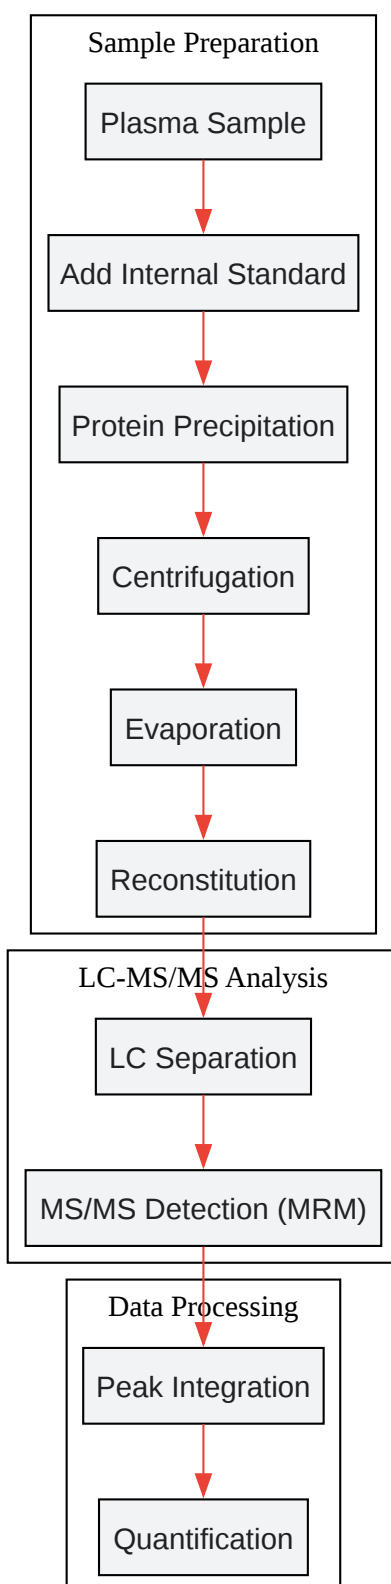 Sample Preparation
Plasma Sample
Add Internal Standard
Protein Precipitation
Centrifugation
Evaporation
Reconstitution
LC-MS/MS Analysis
LC Separation
MS/MS Detection (MRM)
Data Processing
Peak Integration
Quantification